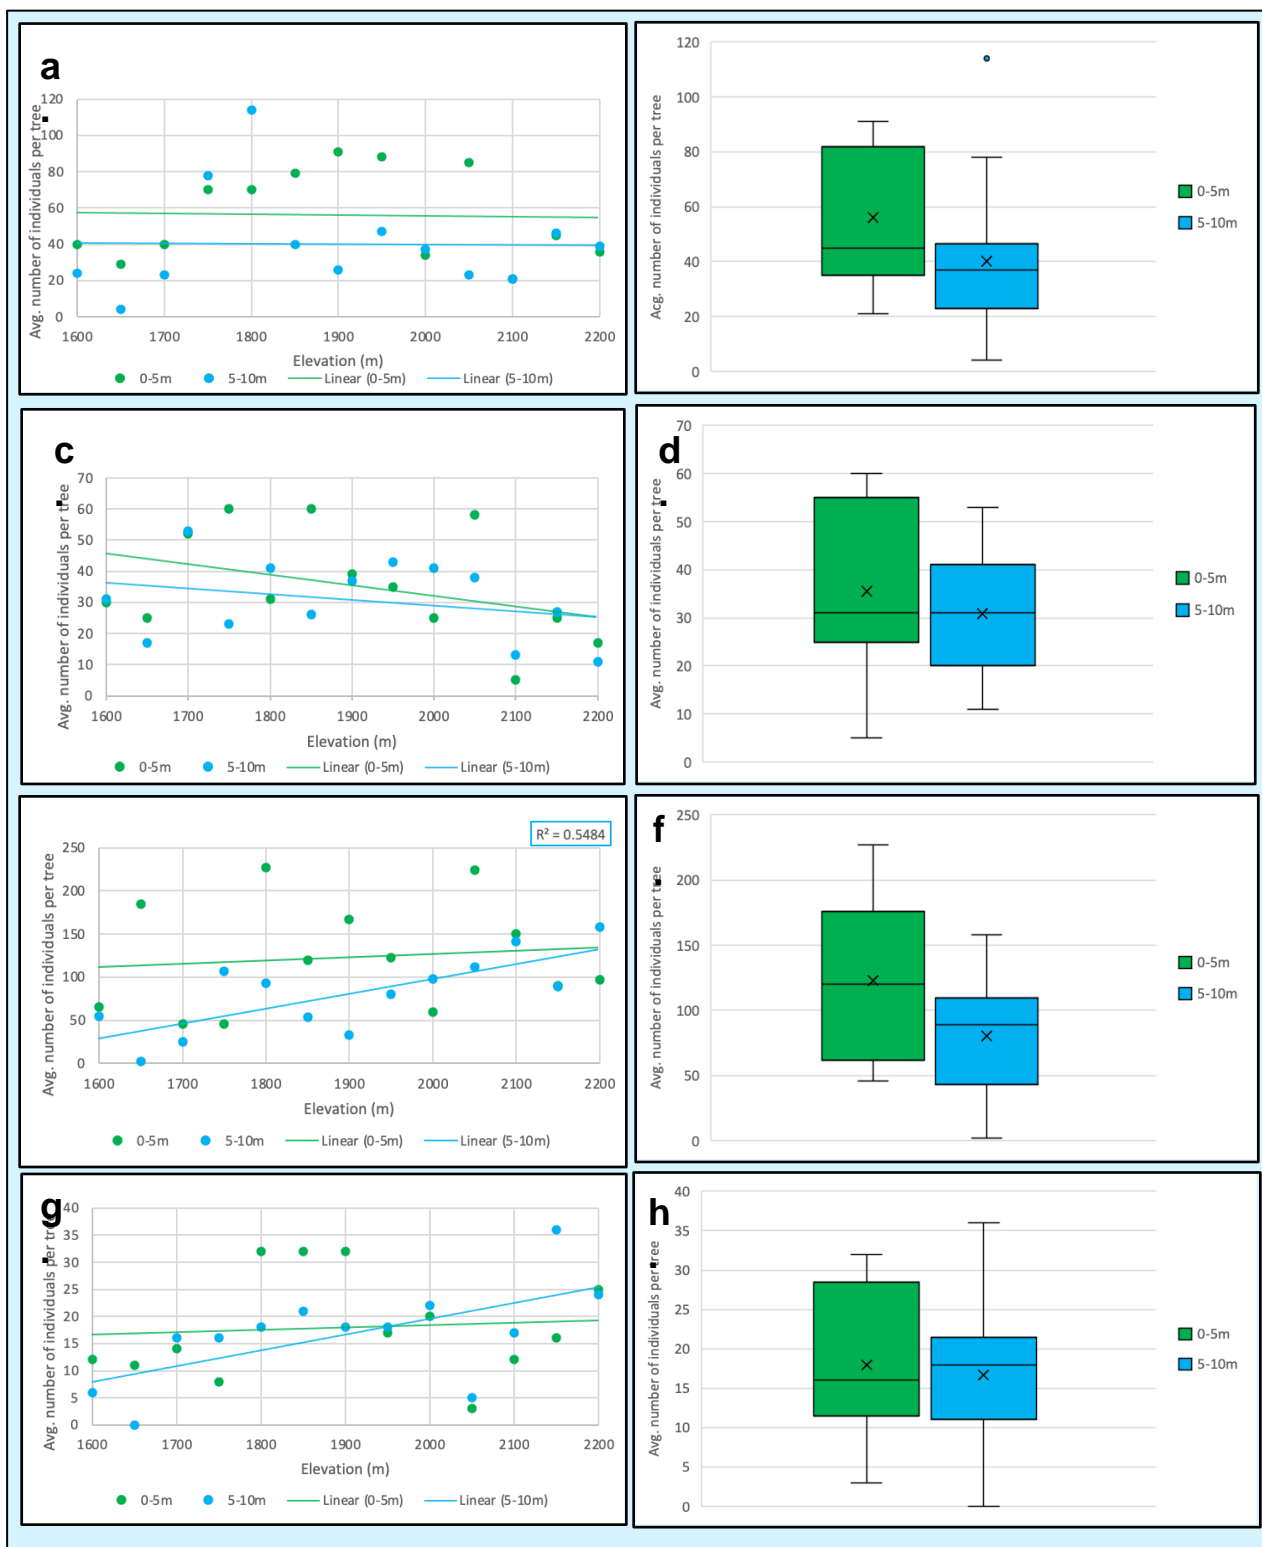 a
.
Avg. number of individuals per tree
120
100
80
60
40
20
0
1600 1700 1800 1900 2000 2100 2200
Elevation (m)
0-5m 5-10m Linear (0-5m) Linear (5-10m)
Acg. number of individuals per tree
120
100
80
60
40
20
0
0-5m
5-10m
c
.
Avg. number of individuals per tree
70
60
50
40
30
20
10
0
1600 1700 1800 1900 2000 2100 2200
Elevation (m)
0-5m 5-10m Linear (0-5m) Linear (5-10m)
d
.
Avg. number of individuals per tree
70
60
50
40
30
20
10
0
0-5m
5-10m
R² = 0.5484
Avg. number of individuals per tree
250
200
150
100
50
0
1600 1700 1800 1900 2000 2100 2200
Elevation (m)
0-5m 5-10m Linear (0-5m) Linear (5-10m)
f
.
Avg. number of individuals per tree
250
200
150
100
50
0
0-5m
5-10m
g
.
Avg. number of individuals per tree
40
35
30
25
20
15
10
5
0
1600 1700 1800 1900 2000 2100 2200
Elevation (m)
0-5m 5-10m Linear (0-5m) Linear (5-10m)
h
.
Avg. number of individuals per tree
40
35
30
25
20
15
10
5
0
0-5m
5-10m